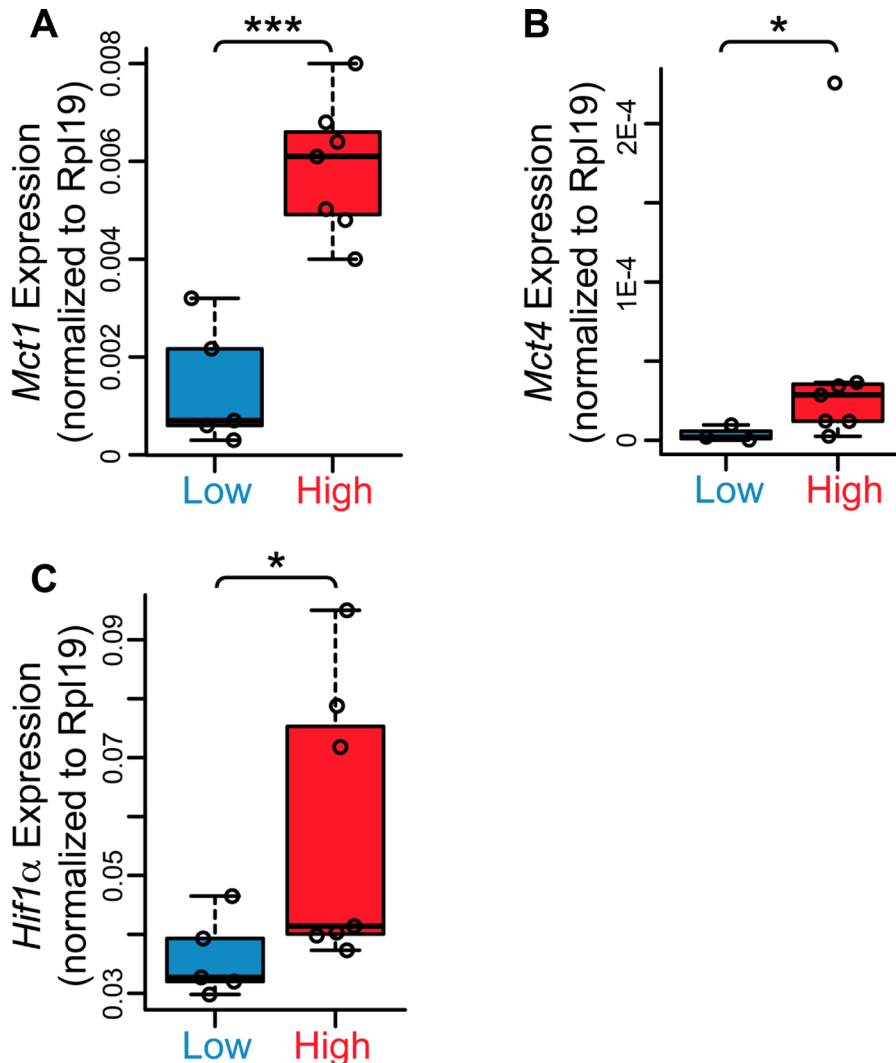 A
***
Mct1 Expression
(normalized to Rpl19)
0.008
0.006
0.004
0.002
0
Low
High
B
*
Mct4 Expression
(normalized to Rpl19)
2E-4
1E-4
0
Low
High
C
*
Hif1α Expression
(normalized to Rpl19)
0.09
0.07
0.05
0.03
Low
High